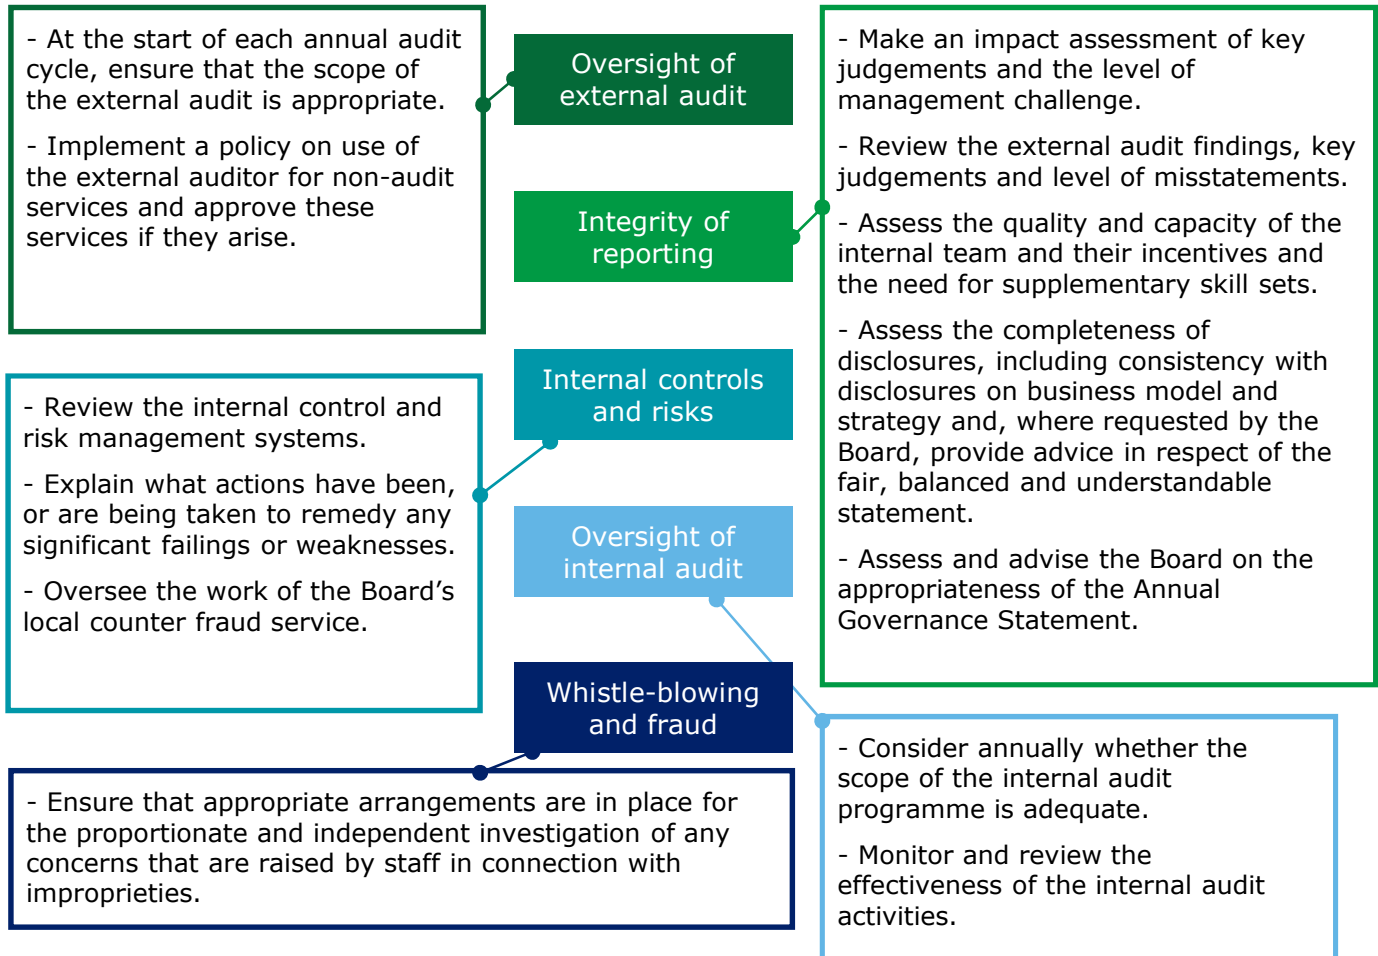 - At the start of each annual audit
cycle, ensure that the scope of
the external audit is appropriate.
- Implement a policy on use of
the external auditor for non-audit
services and approve these
services if they arise.
Oversight of
external audit
Integrity of
reporting
- Make an impact assessment of key
judgements and the level of
management challenge.
- Review the external audit findings, key
judgements and level of misstatements.
- Assess the quality and capacity of the
internal team and their incentives and
the need for supplementary skill sets.
- Assess the completeness of
disclosures, including consistency with
disclosures on business model and
strategy and, where requested by the
Board, provide advice in respect of the
fair, balanced and understandable
statement.
- Assess and advise the Board on the
appropriateness of the Annual
Governance Statement.
Internal controls
and risks
- Review the internal control and
risk management systems.
- Explain what actions have been,
or are being taken to remedy any
significant failings or weaknesses.
- Oversee the work of the Board's
local counter fraud service.
Oversight of
internal audit
- Consider annually whether the
scope of the internal audit
programme is adequate.
- Monitor and review the
effectiveness of the internal audit
activities.
Whistle-blowing
and fraud
- Ensure that appropriate arrangements are in place for
the proportionate and independent investigation of any
concerns that are raised by staff in connection with
improprieties.